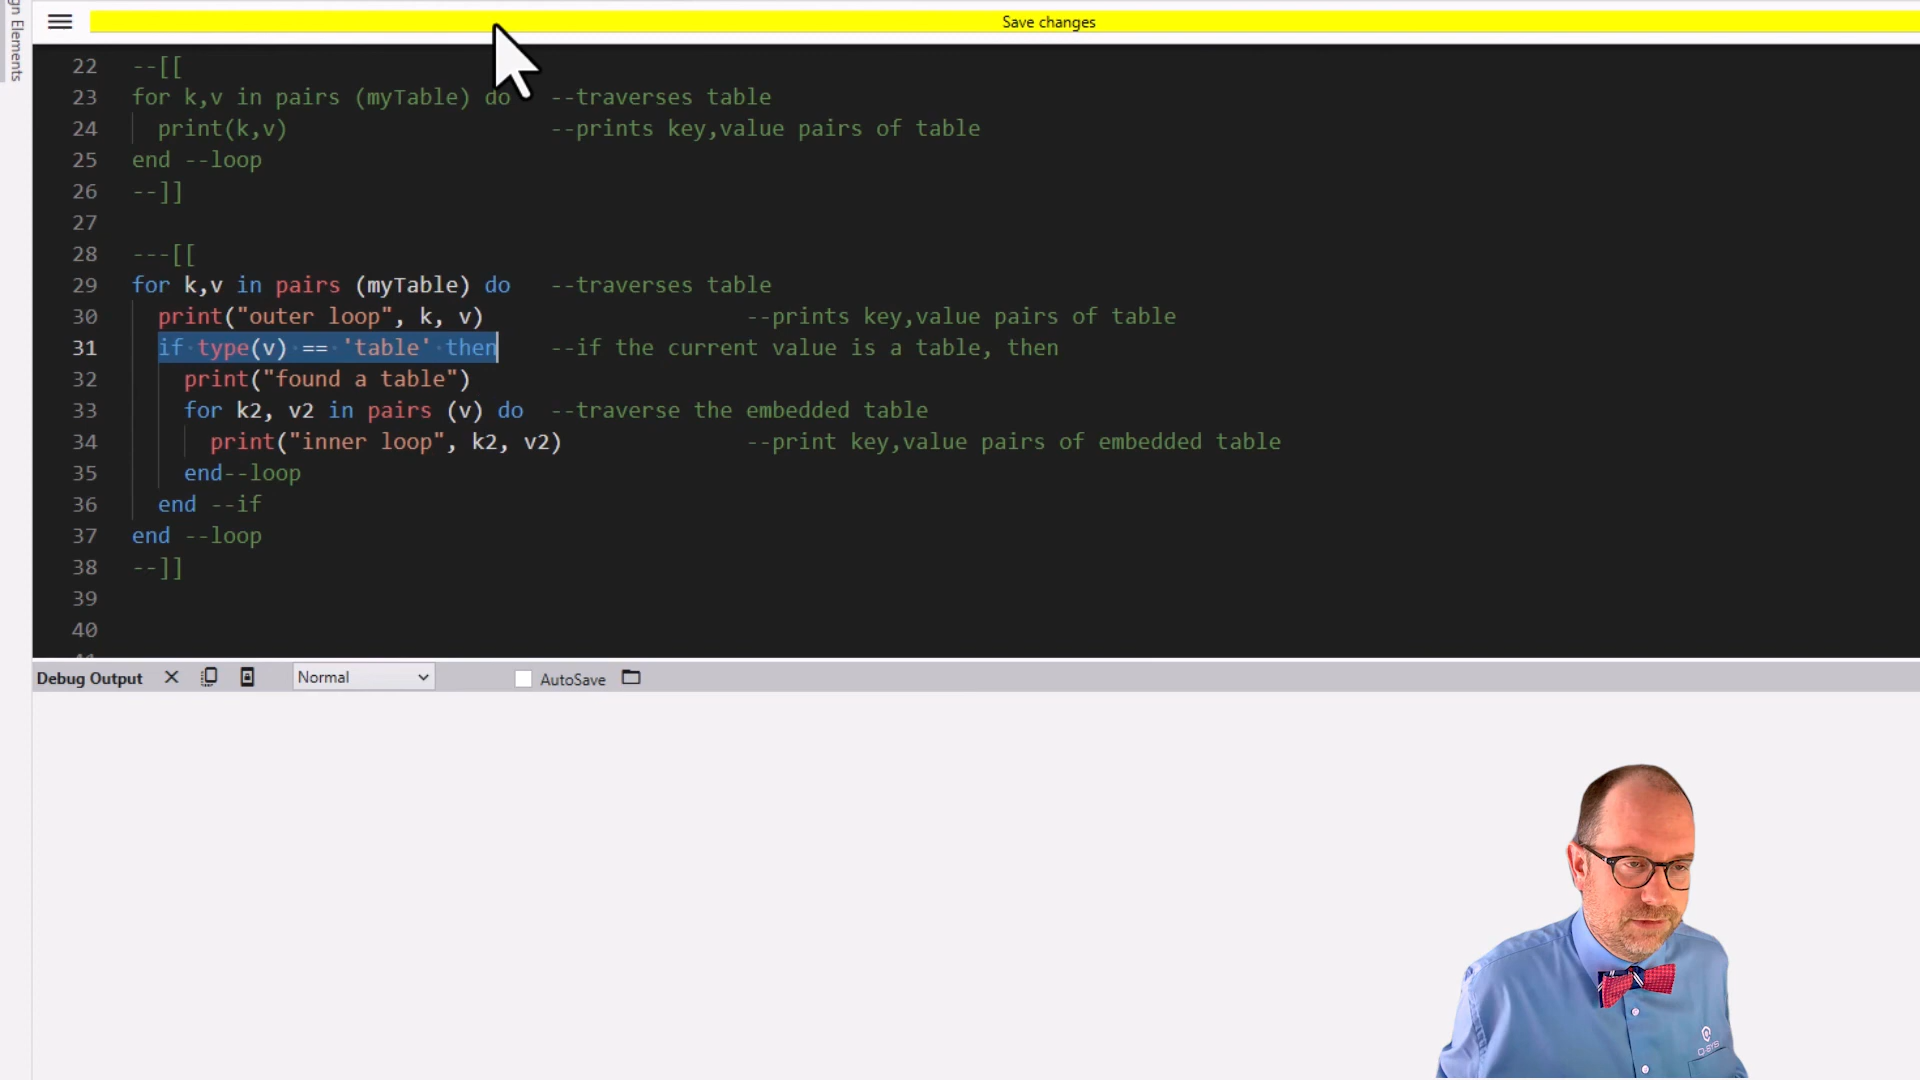 gn Elements
Save changes
22 --[[
23 for k,v in pairs (myTable) do --traverses table
24 print(k,v) --prints key,value pairs of table
25 end --loop
26 --]]
27
28 ---[[
29 for k,v in pairs (myTable) do --traverses table
30 print("outer loop", k, v) --prints key,value pairs of table
31 if type(v) == 'table' then --if the current value is a table, then
32 print("found a table")
33 for k2, v2 in pairs (v) do --traverse the embedded table
34 print("inner loop", k2, v2) --print key,value pairs of embedded table
35 end--loop
36 end --if
37 end --loop
38 --]]
39
40
Debug Output Normal AutoSave
Q-SYS